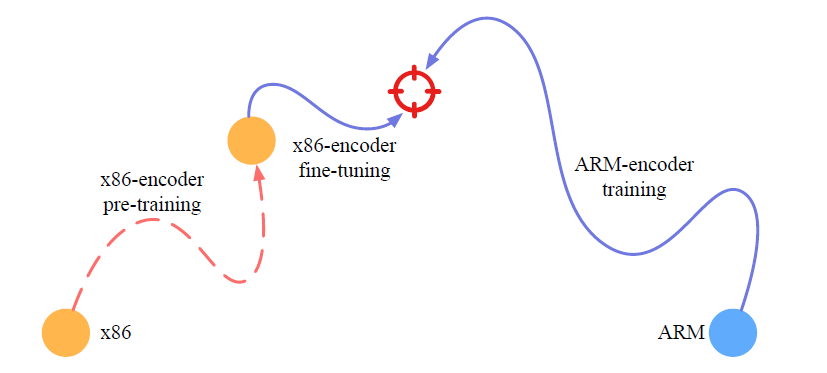 x86-encoder
fine-tuning
ARM-encoder
training
x86-encoder
pre-training
x86
ARM